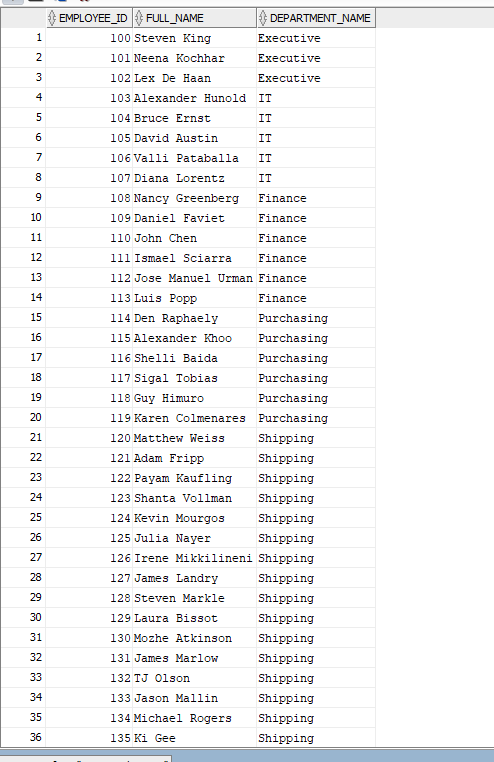 EMPLOYEE_ID FULL_NAME DEPARTMENT_NAME
1 100 Steven King Executive
2 101 Neena Kochhar Executive
3 102 Lex De Haan Executive
4 103 Alexander Hunold IT
5 104 Bruce Ernst IT
6 105 David Austin IT
7 106 Valli Pataballa IT
8 107 Diana Lorentz IT
9 108 Nancy Greenberg Finance
10 109 Daniel Faviet Finance
11 110 John Chen Finance
12 111 Ismael Sciarra Finance
13 112 Jose Manuel Urman Finance
14 113 Luis Popp Finance
15 114 Den Raphaely Purchasing
16 115 Alexander Khoo Purchasing
17 116 Shelli Baida Purchasing
18 117 Sigal Tobias Purchasing
19 118 Guy Himuro Purchasing
20 119 Karen Colmenares Purchasing
21 120 Matthew Weiss Shipping
22 121 Adam Fripp Shipping
23 122 Payam Kaufling Shipping
24 123 Shanta Vollman Shipping
25 124 Kevin Mourgos Shipping
26 125 Julia Nayer Shipping
27 126 Irene Mikkilineni Shipping
28 127 James Landry Shipping
29 128 Steven Markle Shipping
30 129 Laura Bissot Shipping
31 130 Mozhe Atkinson Shipping
32 131 James Marlow Shipping
33 132 TJ Olson Shipping
34 133 Jason Mallin Shipping
35 134 Michael Rogers Shipping
36 135 Ki Gee Shipping